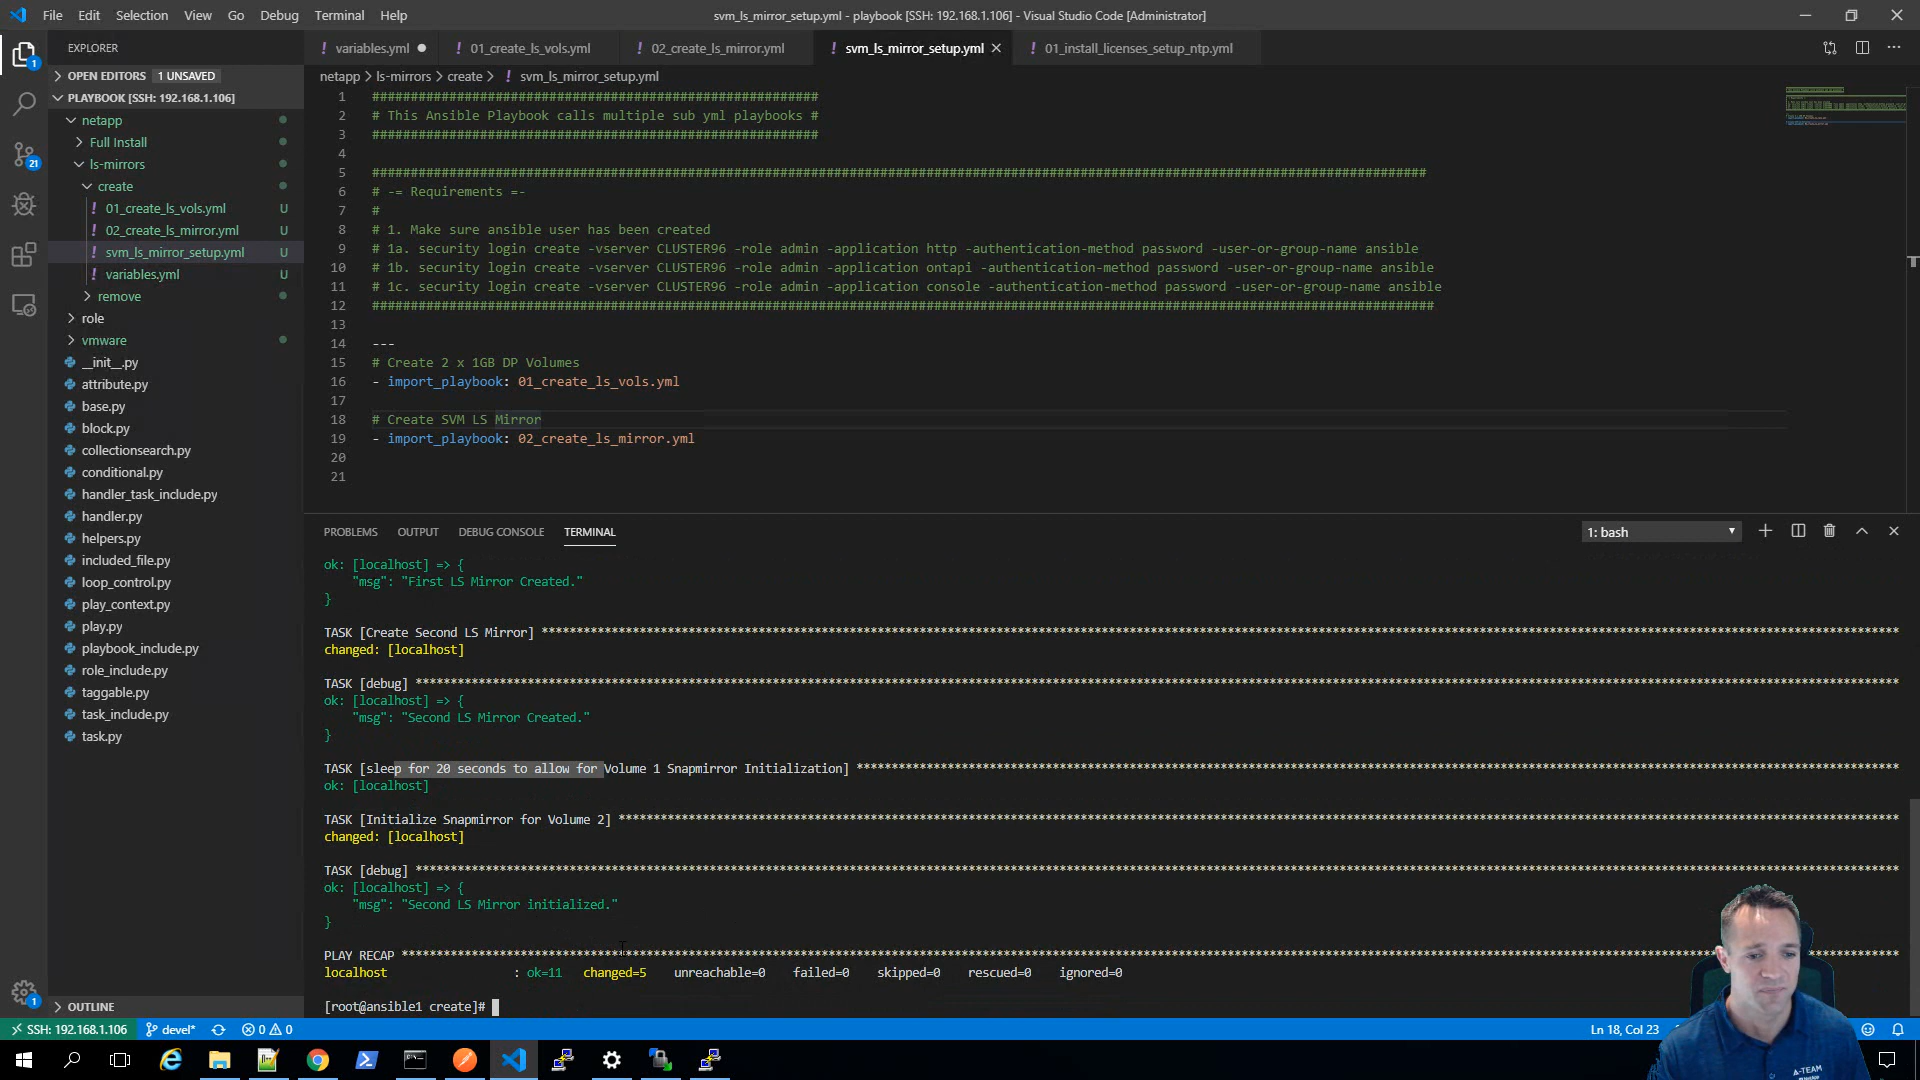 File Edit Selection View Go Debug Terminal Help
svm_ls_mirror_setup.yml - playbook [SSH: 192.168.1.106] - Visual Studio Code [Administrator]
EXPLORER
variables.yml
01_create_ls_vols.yml
02_create_ls_mirror.yml
svm_ls_mirror_setup.yml
01_install_licenses_setup_ntp.yml
OPEN EDITORS 1 UNSAVED
PLAYBOOK [SSH: 192.168.1.106]
netapp
Full Install
ls-mirrors
create
01_create_ls_vols.yml U
02_create_ls_mirror.yml U
svm_ls_mirror_setup.yml U
variables.yml U
remove
role
vmware
__init__.py
attribute.py
base.py
block.py
collectionsearch.py
conditional.py
handler_task_include.py
handler.py
helpers.py
included_file.py
loop_control.py
play_context.py
play.py
playbook_include.py
role_include.py
taggable.py
task_include.py
task.py
OUTLINE
1
21
1
netapp > ls-mirrors > create > ! svm_ls_mirror_setup.yml
1 ##########################################################
2 # This Ansible Playbook calls multiple sub yml playbooks #
3 ##########################################################
4
5 #########################################################################################################################################
6 # -= Requirements =-
7 #
8 # 1. Make sure ansible user has been created
9 # 1a. security login create -vserver CLUSTER96 -role admin -application http -authentication-method password -user-or-group-name ansible
10 # 1b. security login create -vserver CLUSTER96 -role admin -application ontapi -authentication-method password -user-or-group-name ansible
11 # 1c. security login create -vserver CLUSTER96 -role admin -application console -authentication-method password -user-or-group-name ansible
12 ##########################################################################################################################################
13
14 ---
15 # Create 2 x 1GB DP Volumes
16 - import_playbook: 01_create_ls_vols.yml
17
18 # Create SVM LS Mirror
19 - import_playbook: 02_create_ls_mirror.yml
20
21
PROBLEMS OUTPUT DEBUG CONSOLE TERMINAL
1: bash
ok: [localhost] => {
"msg": "First LS Mirror Created."
}
TASK [Create Second LS Mirror] ****************************************
changed: [localhost]
TASK [debug] ****************************************
ok: [localhost] => {
"msg": "Second LS Mirror Created."
}
TASK [sleep for 20 seconds to allow for Volume 1 Snapmirror Initialization] ****************************************
ok: [localhost]
TASK [Initialize Snapmirror for Volume 2] ****************************************
changed: [localhost]
TASK [debug] ****************************************
ok: [localhost] => {
"msg": "Second LS Mirror initialized."
}
PLAY RECAP ****************************************
localhost : ok=11 changed=5 unreachable=0 failed=0 skipped=0 rescued=0 ignored=0
[root@ansible1 create]#
SSH: 192.168.1.106 devel* 0 0
Ln 18, Col 23
A-TEAM